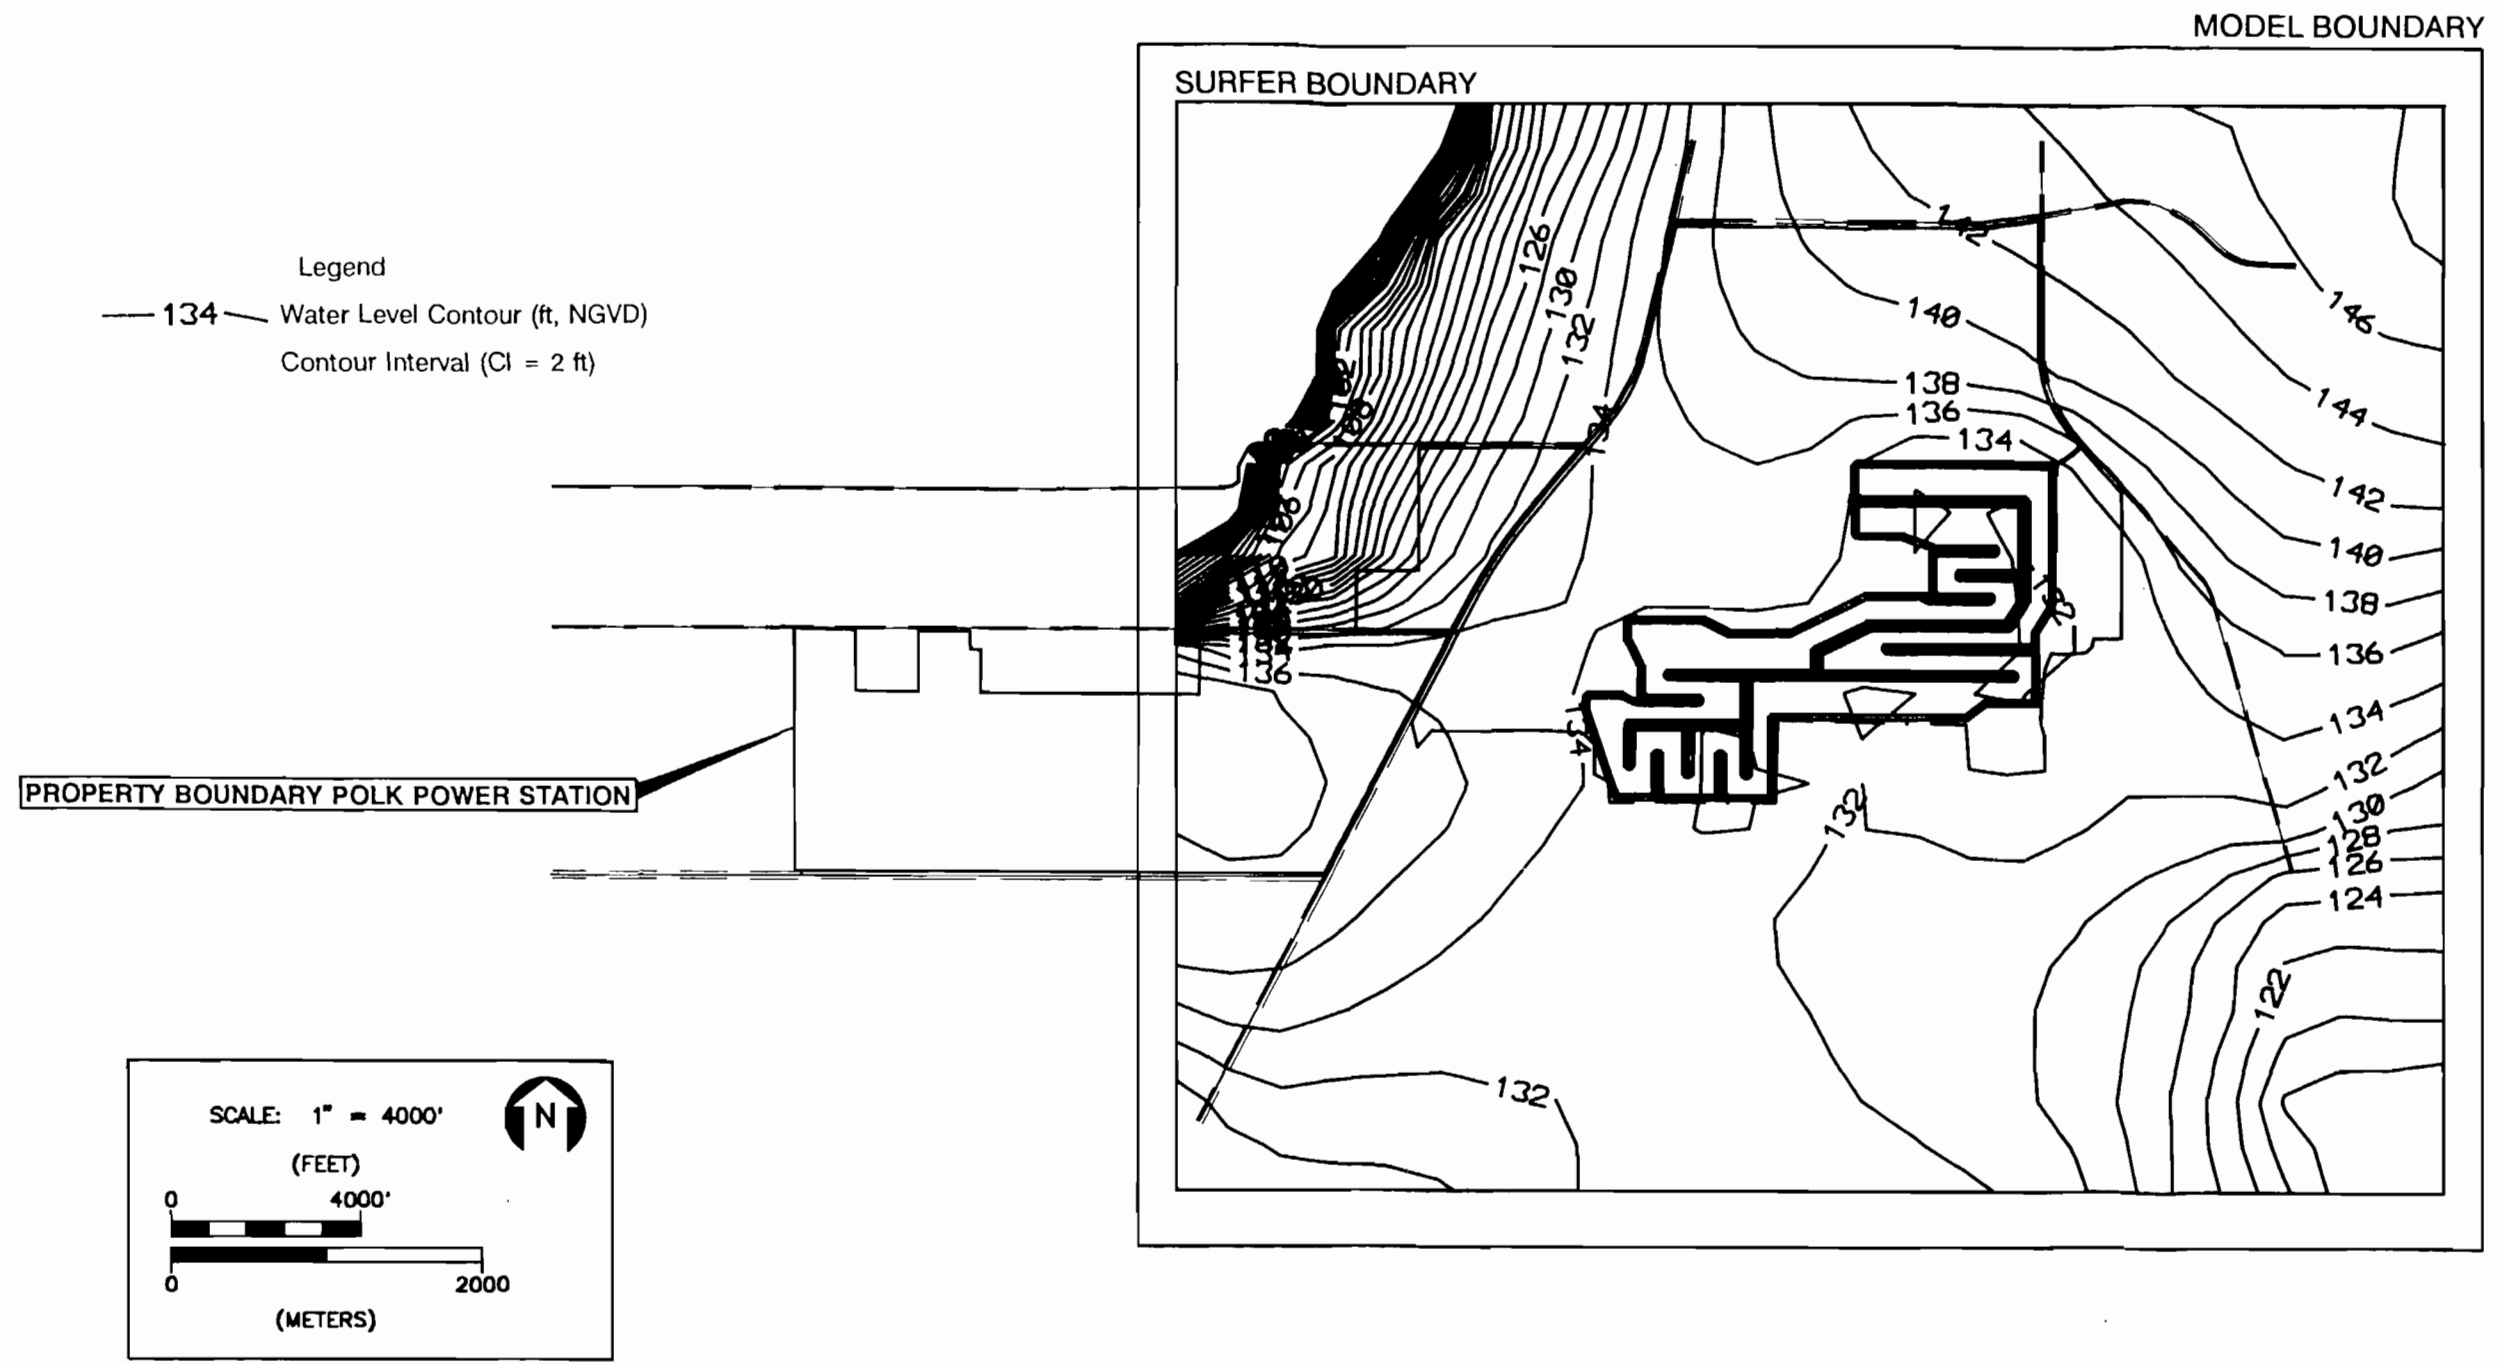 MODEL BOUNDARY
SURFER BOUNDARY
Legend
134 Water Level Contour (ft, NGVD)
Contour Interval (CI = 2 ft)
126
130
132
140
138
136
134
146
144
142
140
138
136
134
132
130
128
126
124
122
136
134
132
132
PROPERTY BOUNDARY POLK POWER STATION
SCALE: 1" = 4000'
N
(FEET)
0 4000'
0 2000
(METERS)